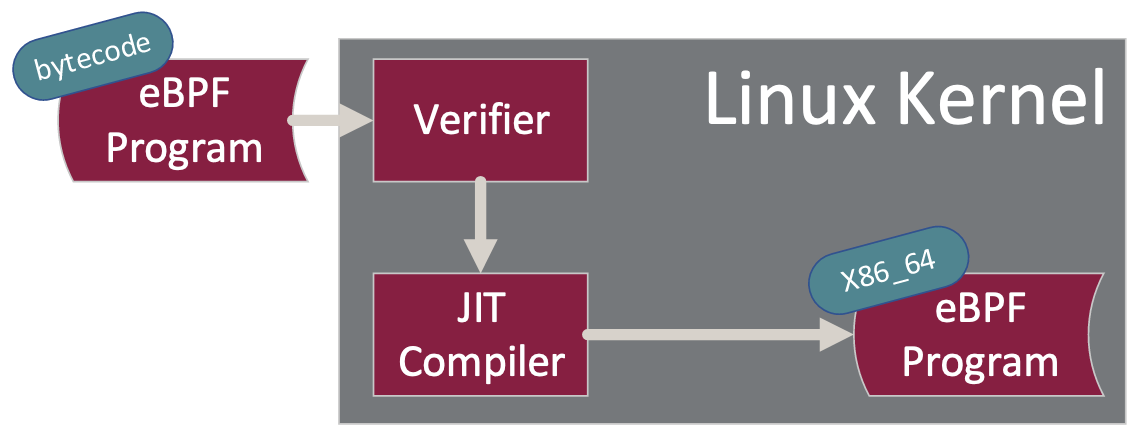 bytecode
eBPF
Program
Verifier
Linux Kernel
JIT
Compiler
X86_64
eBPF
Program